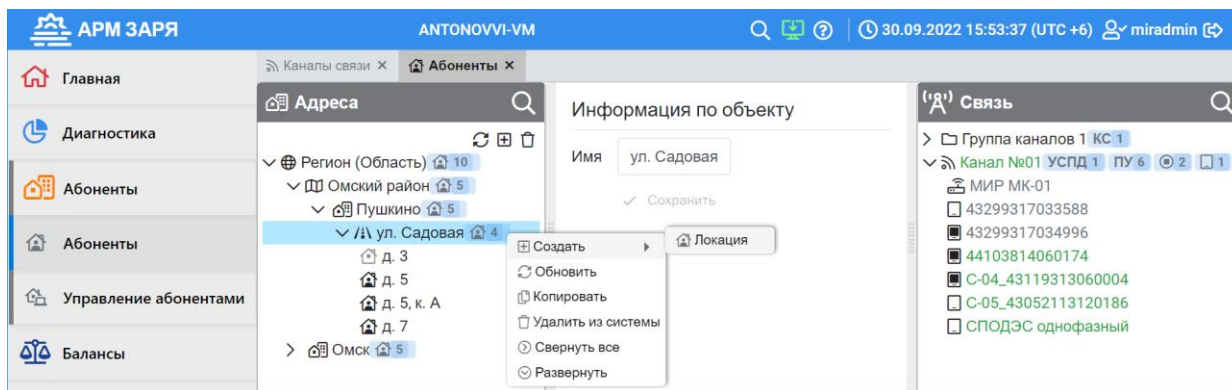 АРМ ЗАРЯ
ANTONOVVI-VM
30.09.2022 15:53:37 (UTC +6) miradmin
Главная
Диагностика
Абоненты
Абоненты
Управление абонентами
Балансы
Каналы связи × Абоненты ×
Адреса
Регион (Область) 10
Омский район 5
Пушкино 5
ул. Садовая 4
д. 3
д. 5
д. 5, к. А
д. 7
Омск 5
Создать
Обновить
Копировать
Удалить из системы
Свернуть все
Развернуть
Локация
Информация по объекту
Имя ул. Садовая
Сохранить
Связь
Группа каналов 1 КС 1
Канал №01 УСПД 1 ПУ 6 2 1
МИР МК-01
43299317033588
43299317034996
44103814060174
С-04_43119313060004
С-05_43052113120186
СПОДЭС однофазный